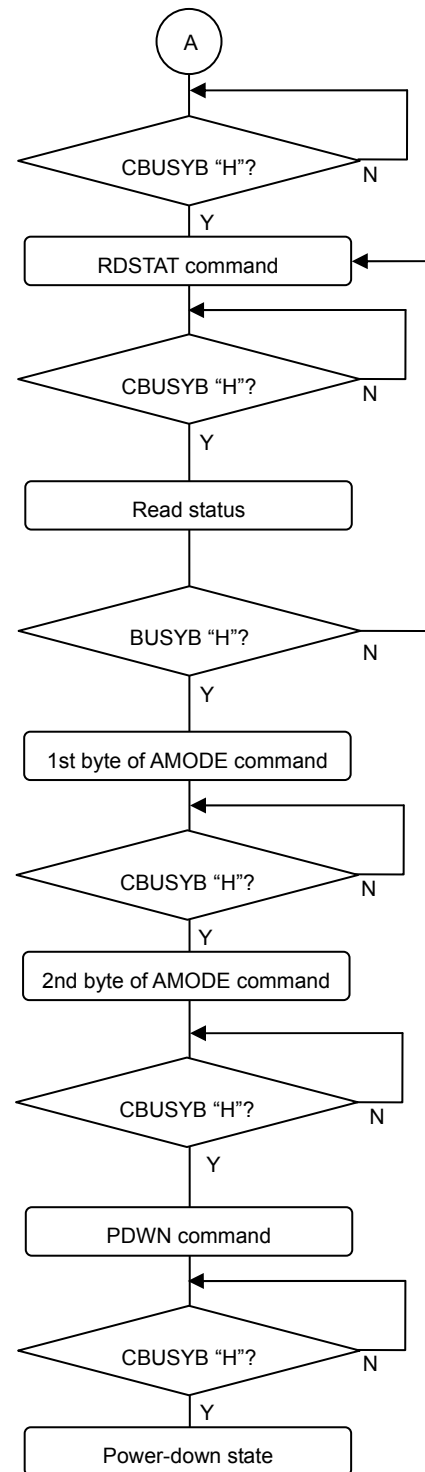 A
CBUSYB “H”?
N
Y
RDSTAT command
CBUSYB “H”?
N
Y
Read status
BUSYB “H”?
N
Y
1st byte of AMODE command
CBUSYB “H”?
N
Y
2nd byte of AMODE command
CBUSYB “H”?
N
Y
PDWN command
CBUSYB “H”?
N
Y
Power-down state